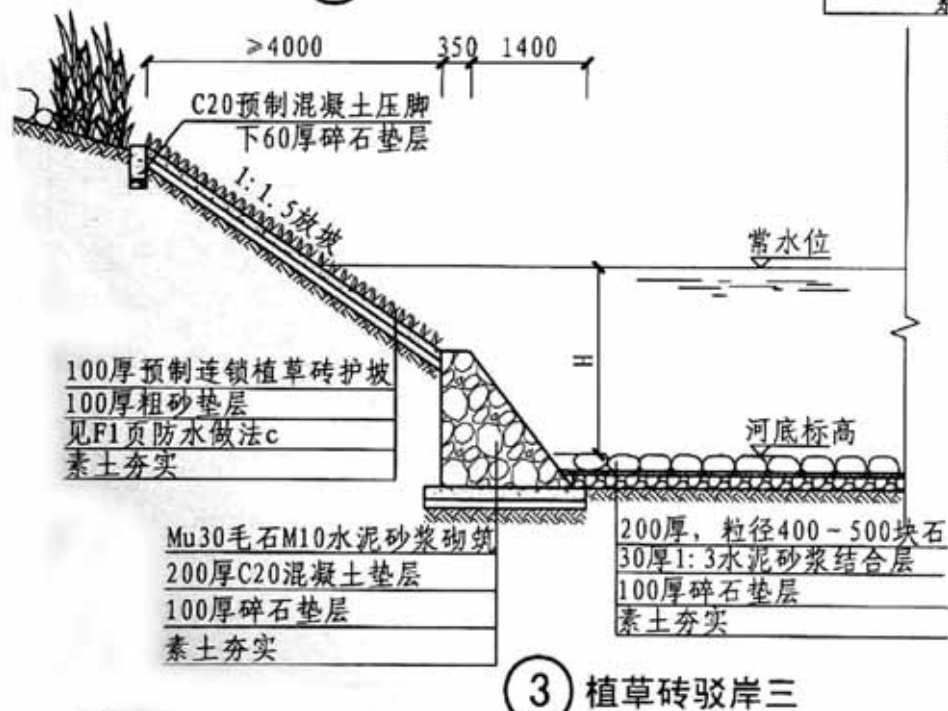 ≥4000 350 1400
C20预制混凝土压脚
下60厚碎石垫层
1:1.5放坡
常水位
H
100厚预制连锁植草砖护坡
100厚粗砂垫层
见F1页防水做法c
素土夯实
河底标高
Mu30毛石M10水泥砂浆砌筑
200厚C20混凝土垫层
100厚碎石垫层
素土夯实
200厚, 粒径400~500块石
30厚1:3水泥砂浆结合层
100厚碎石垫层
素土夯实
3 植草砖驳岸三